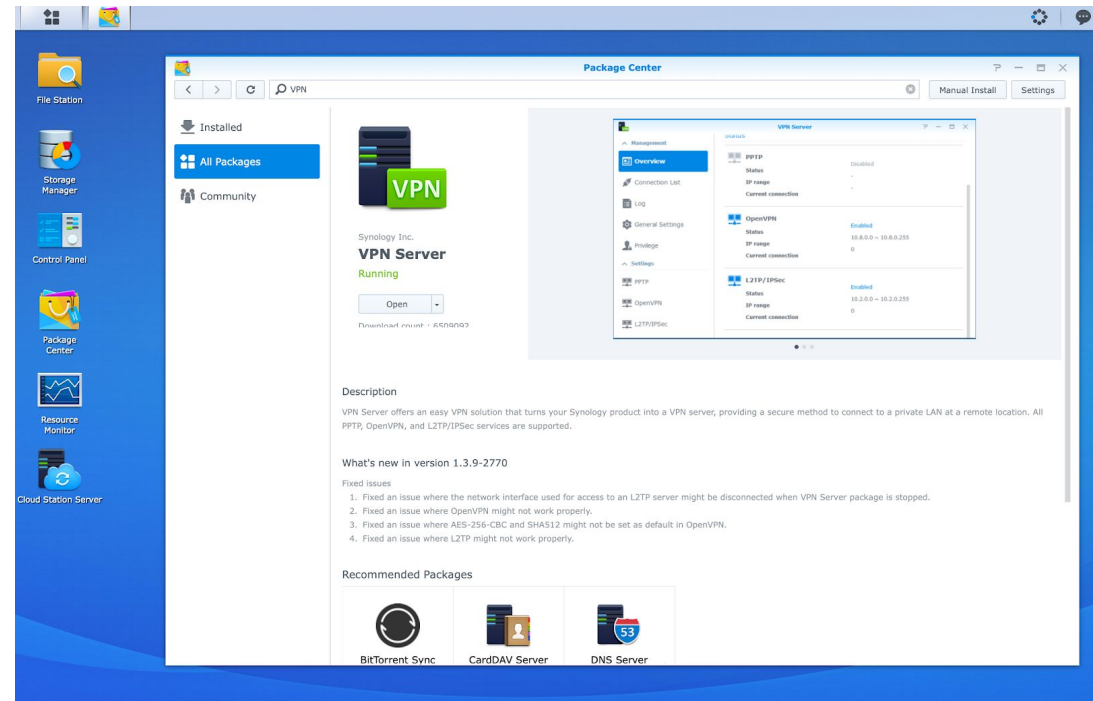 File Station
Storage
Manager
Control Panel
Package
Center
Resource
Monitor
Cloud Station Server
Package Center
VPN
Manual Install
Settings
Installed
All Packages
Community
VPN
Synology Inc.
VPN Server
Running
Open
Download count : 6509092
VPN Server
Management
Overview
Connection List
Log
General Settings
Privilege
Settings
PPTP
OpenVPN
L2TP/IPSec
Status
PPTP
Status Disabled
IP range -
Current connection -
OpenVPN
Status Enabled
IP range 10.8.0.0 ~ 10.8.0.255
Current connection 0
L2TP/IPSec
Status Enabled
IP range 10.2.0.0 ~ 10.2.0.255
Current connection 0
Description
VPN Server offers an easy VPN solution that turns your Synology product into a VPN server, providing a secure method to connect to a private LAN at a remote location. All
PPTP, OpenVPN, and L2TP/IPSec services are supported.
What's new in version 1.3.9-2770
Fixed issues
1. Fixed an issue where the network interface used for access to an L2TP server might be disconnected when VPN Server package is stopped.
2. Fixed an issue where OpenVPN might not work properly.
3. Fixed an issue where AES-256-CBC and SHA512 might not be set as default in OpenVPN.
4. Fixed an issue where L2TP might not work properly.
Recommended Packages
53
BitTorrent Sync
CardDAV Server
DNS Server